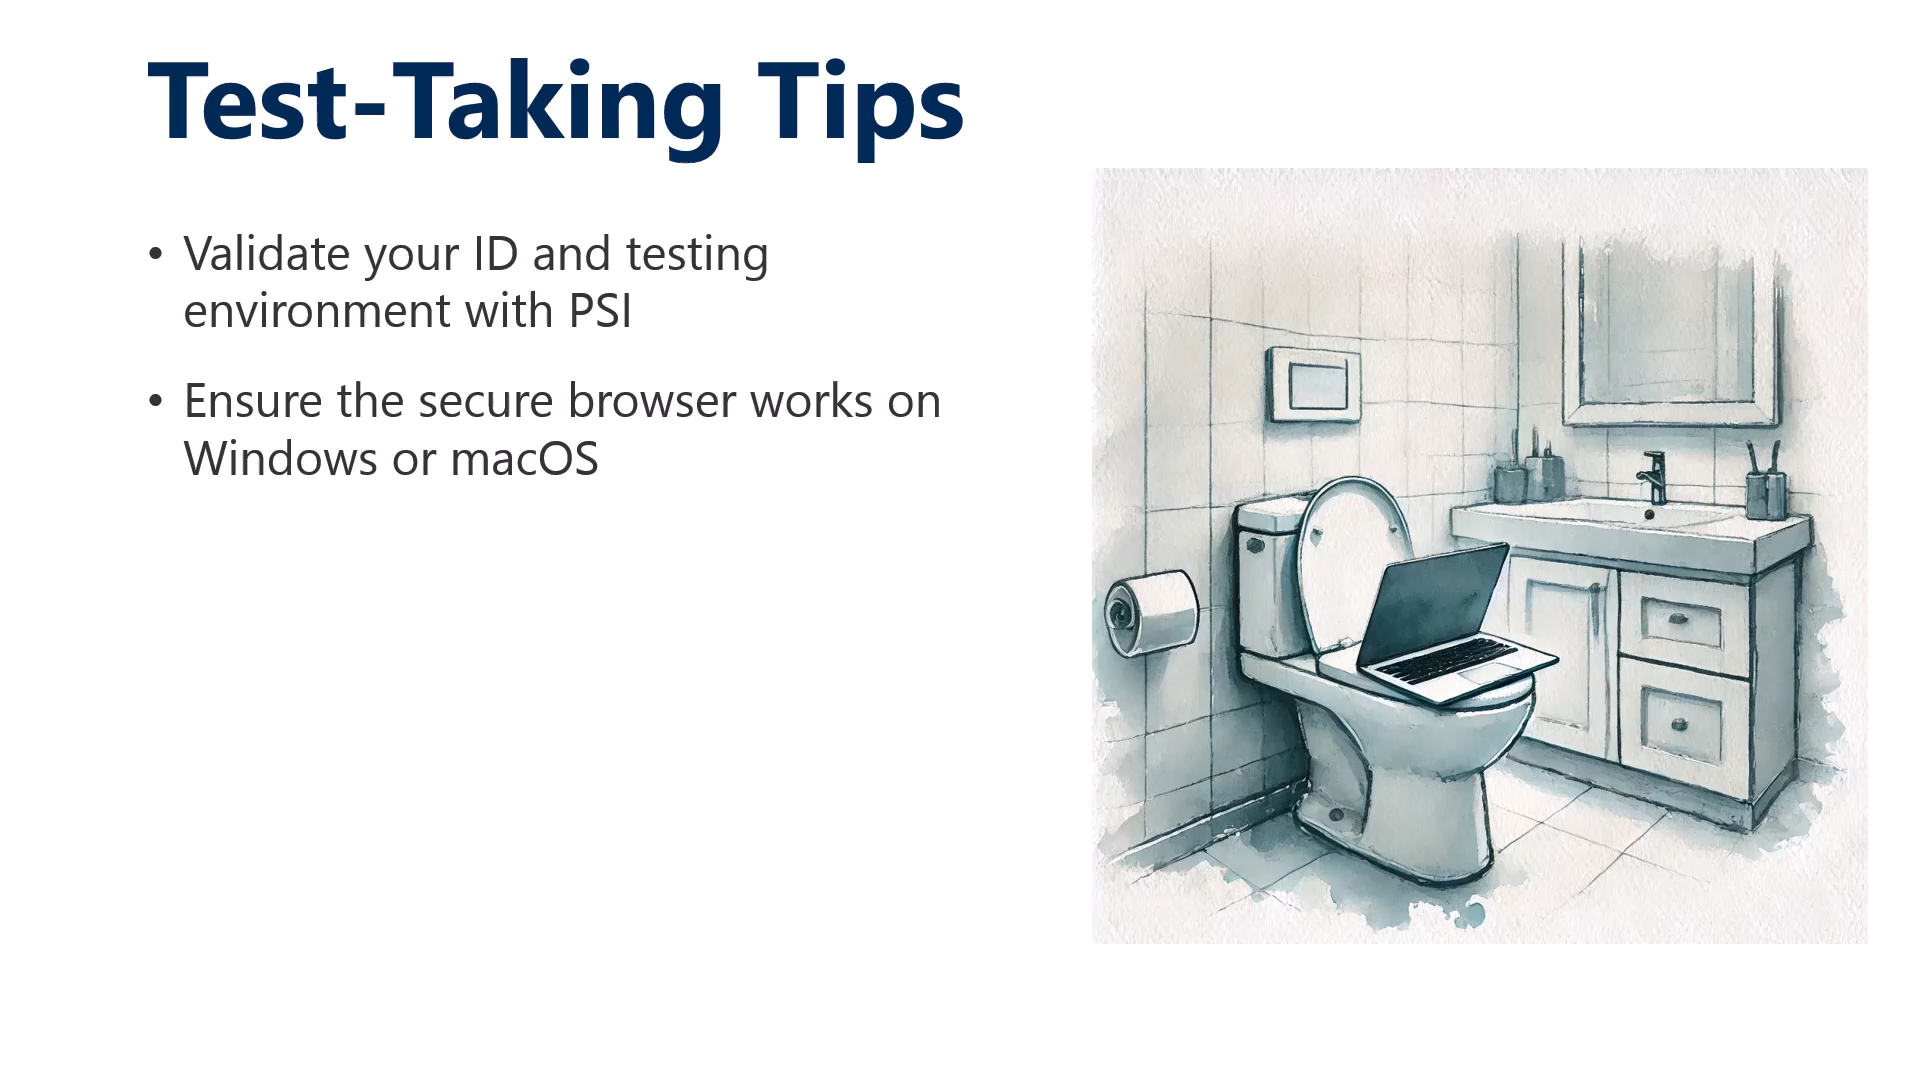 Test-Taking Tips
• Validate your ID and testing
environment with PSI
• Ensure the secure browser works on
Windows or macOS